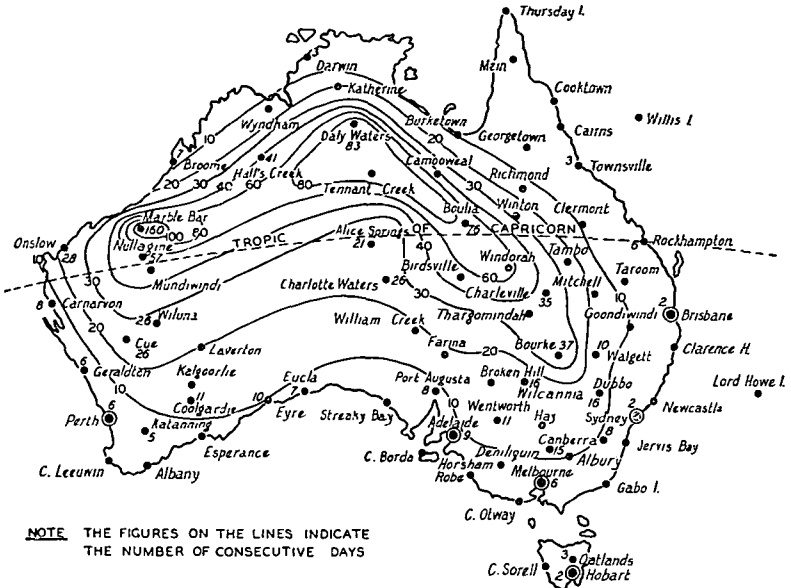 Thursday I.
Mein
3
Darwin
Katherine
Cooktown
Willis I.
Wyndham
10
Burketown
20
Cairns
Daly Waters
83
Georgetown
7
Broome
41
Hall's Creek
Camooweal
3
Townsville
20
30
40
60
80
30
Richmond
Tennant Creek
Winton
Clermont
Marble Bar
160
100
80
Boulia
76
Onslow
28
Nullagine
57
TROPIC
Alice Springs
OF
CAPRICORN
6
Rockhampton
21
40
10
30
Mundiwindi
Birdsville
60
Windorah
Tambo
Taroom
Charlotte Waters
26
Charleville
Mitchell
8
Carnarvon
30
35
10
2
Brisbane
20
26
Wiluna
Thargomindah
Goondiwindi
William Creek
Cue
26
Laverton
Farina
20
Bourke
37
10
Walgett
Clarence H.
6
Geraldton
Kalgoorlie
Eucla
7
Port Augusta
8
Broken Hill
16
Wilcannia
Dubbo
16
Lord Howe I.
10
11
Coolgardie
10
Eyre
Streaky Bay
10
Wentworth
11
Hay
Sydney
2
Newcastle
Perth
6
Katanning
5
Adelaide
9
Canberra
15
8
Jervis Bay
Esperance
C. Leeuwin
Albany
C. Borda
Horsham
Robe
Deniliquin
Melbourne
6
Albury
Gabo I.
C. Otway
NOTE THE FIGURES ON THE LINES INDICATE
THE NUMBER OF CONSECUTIVE DAYS
C. Sorell
3
Oatlands
2
Hobart